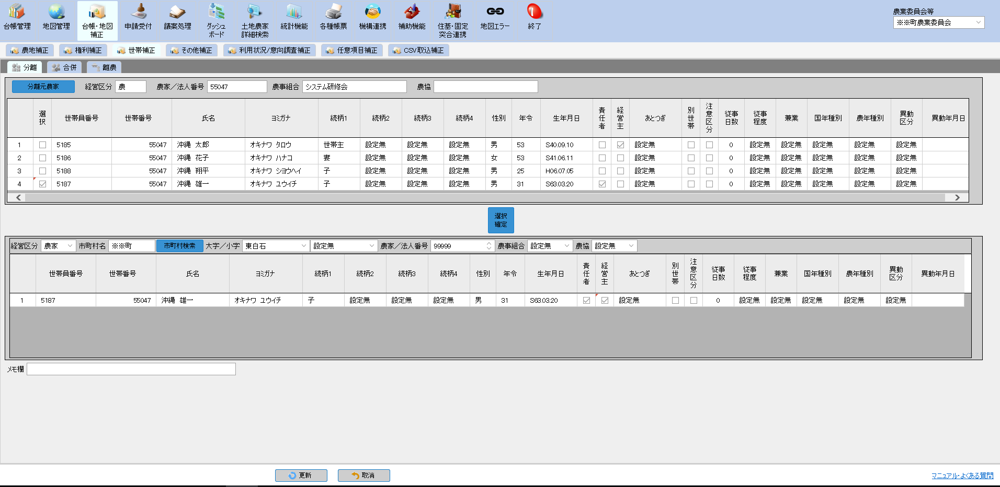 台帳管理 地図管理 台帳・地図 申請受付 議案処理 ダッシュ 土地農家 統計機能 各種帳票 機構連携 補助機能 住基・固定 地図エラー 終了
補正 ボード 詳細検索 突合連携
農業委員会等
※※町農業委員会
農地補正 権利補正 世帯補正 その他補正 利用状況/意向調査補正 任意項目補正 CSV取込補正
分離 合併 離農
分離元農家 経営区分 農 農家／法人番号 55047 農事組合 システム研修会 農協
選択 世帯員番号 世帯番号 氏名 ヨミガナ 続柄1 続柄2 続柄3 続柄4 性別 年令 生年月日 責任者 経営主 あとつぎ 別世帯 注意区分 従事日数 従事程度 兼業 国年種別 農年種別 異動区分 異動年月日
1 5185 55047 沖縄 太郎 オキナワ タロウ 世帯主 設定無 設定無 設定無 男 53 S40.09.10 設定無 0 設定無 設定無 設定無 設定無 設定無
2 5186 55047 沖縄 花子 オキナワ ハナコ 妻 設定無 設定無 設定無 女 53 S41.06.11 設定無 0 設定無 設定無 設定無 設定無 設定無
3 5188 55047 沖縄 翔平 オキナワ シヨウヘイ 子 設定無 設定無 設定無 男 25 H06.07.05 設定無 0 設定無 設定無 設定無 設定無 設定無
4 5187 55047 沖縄 雄一 オキナワ ユウイチ 子 設定無 設定無 設定無 男 31 S63.03.20 設定無 0 設定無 設定無 設定無 設定無 設定無
選択
確定
経営区分 農家 市町村名 ※※町 市町村検索 大字／小字 東白石 設定無 農家／法人番号 99999 農事組合 設定無 農協 設定無
世帯員番号 世帯番号 氏名 ヨミガナ 続柄1 続柄2 続柄3 続柄4 性別 年令 生年月日 責任者 経営主 あとつぎ 別世帯 注意区分 従事日数 従事程度 兼業 国年種別 農年種別 異動区分 異動年月日
1 5187 55047 沖縄 雄一 オキナワ ユウイチ 子 設定無 設定無 設定無 男 31 S63.03.20 設定無 0 設定無 設定無 設定無 設定無 設定無
メモ欄
更新 取消
マニュアル・よくある質問